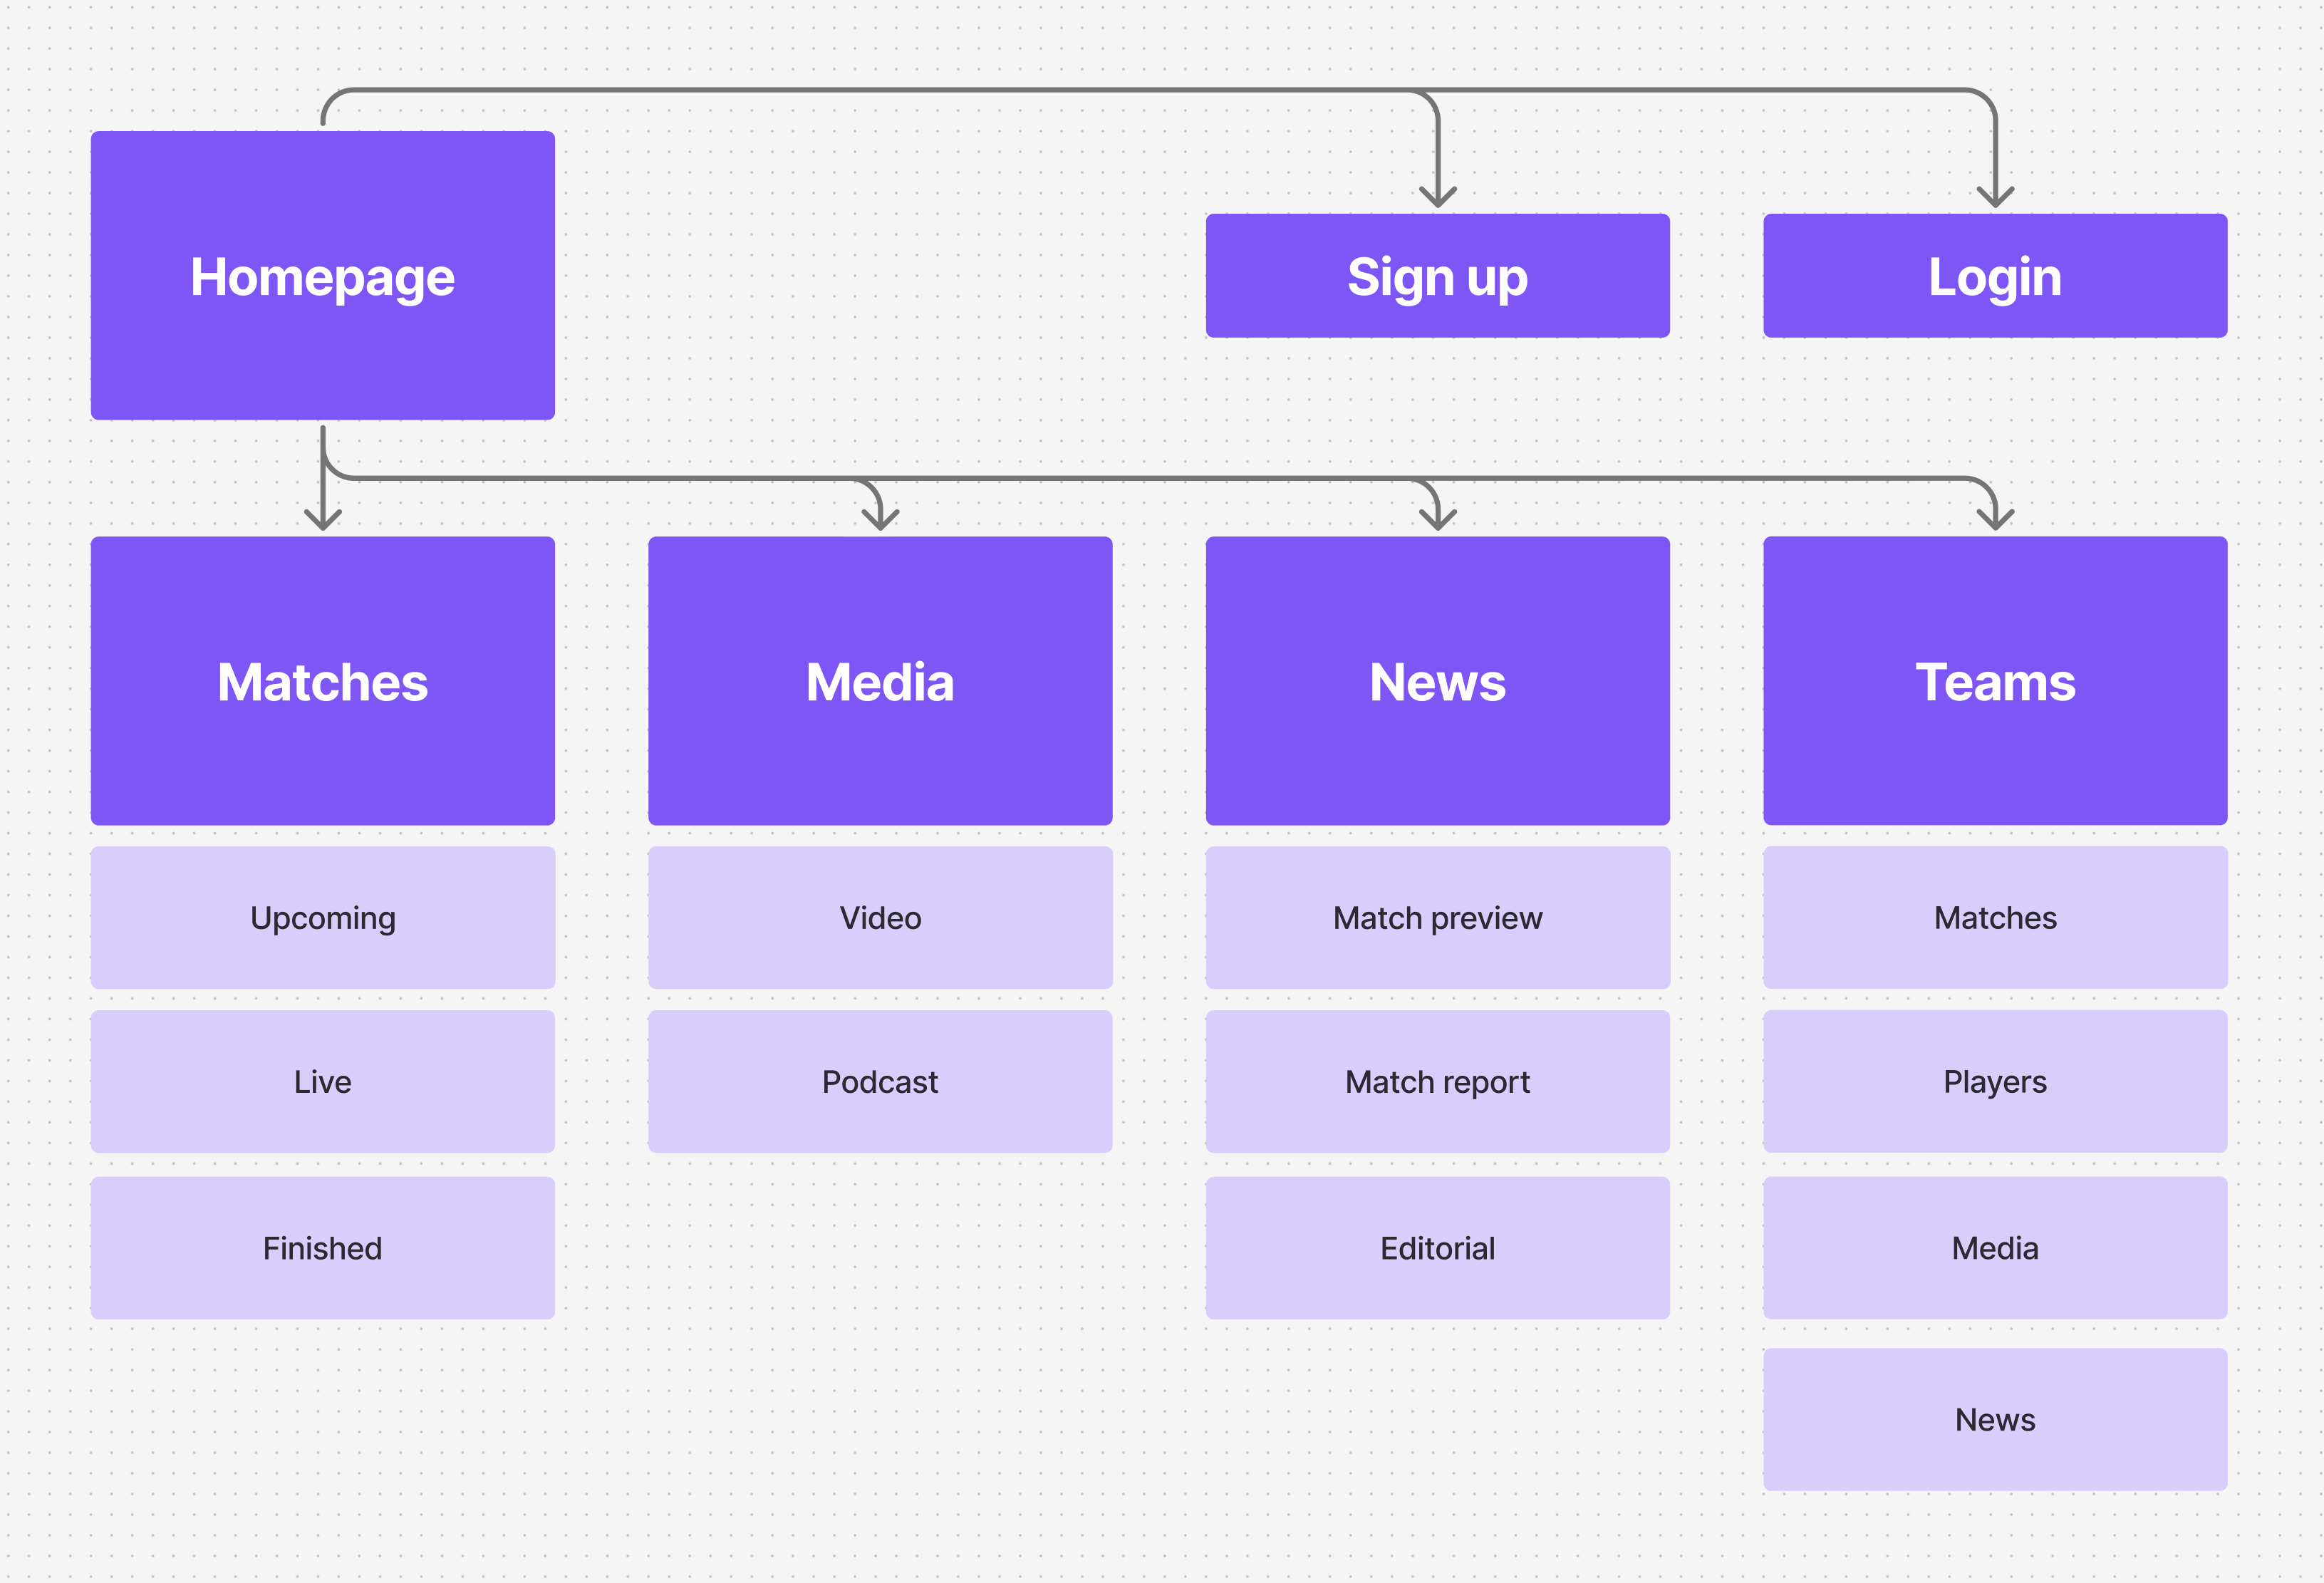 Homepage
Sign up
Login
Matches
Media
News
Teams
Upcoming
Video
Match preview
Matches
Live
Podcast
Match report
Players
Finished
Editorial
Media
News